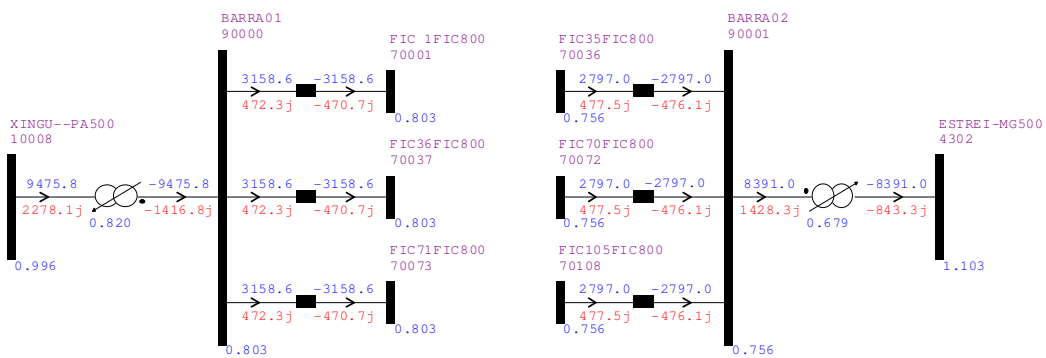 BARRA01
90000
BARRA02
90001
FIC 1FIC800
70001
FIC35FIC800
70036
3158.6 -3158.6
472.3j -470.7j
0.803
2797.0 -2797.0
477.5j -476.1j
0.756
XINGU--PA500
10008
ESTREI-MG500
4302
FIC36FIC800
70037
FIC70FIC800
70072
9475.8 -9475.8
2278.1j -1416.8j
0.820
0.996
3158.6 -3158.6
472.3j -470.7j
0.803
2797.0 -2797.0
477.5j -476.1j
0.756
8391.0 -8391.0
1428.3j -843.3j
0.679
1.103
FIC71FIC800
70073
FIC105FIC800
70108
3158.6 -3158.6
472.3j -470.7j
0.803
2797.0 -2797.0
477.5j -476.1j
0.756
0.803
0.756